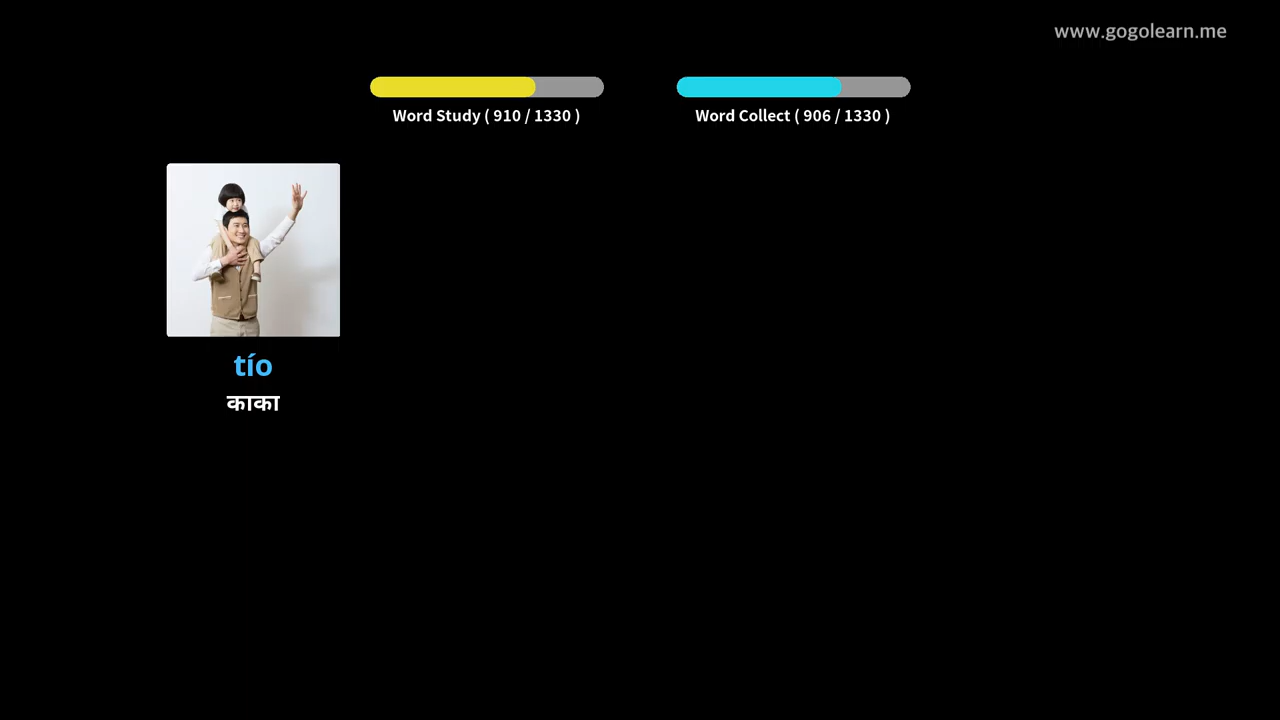 www.gogolearn.me
Word Study ( 910 / 1330 )
Word Collect ( 906 / 1330 )
tío
काका